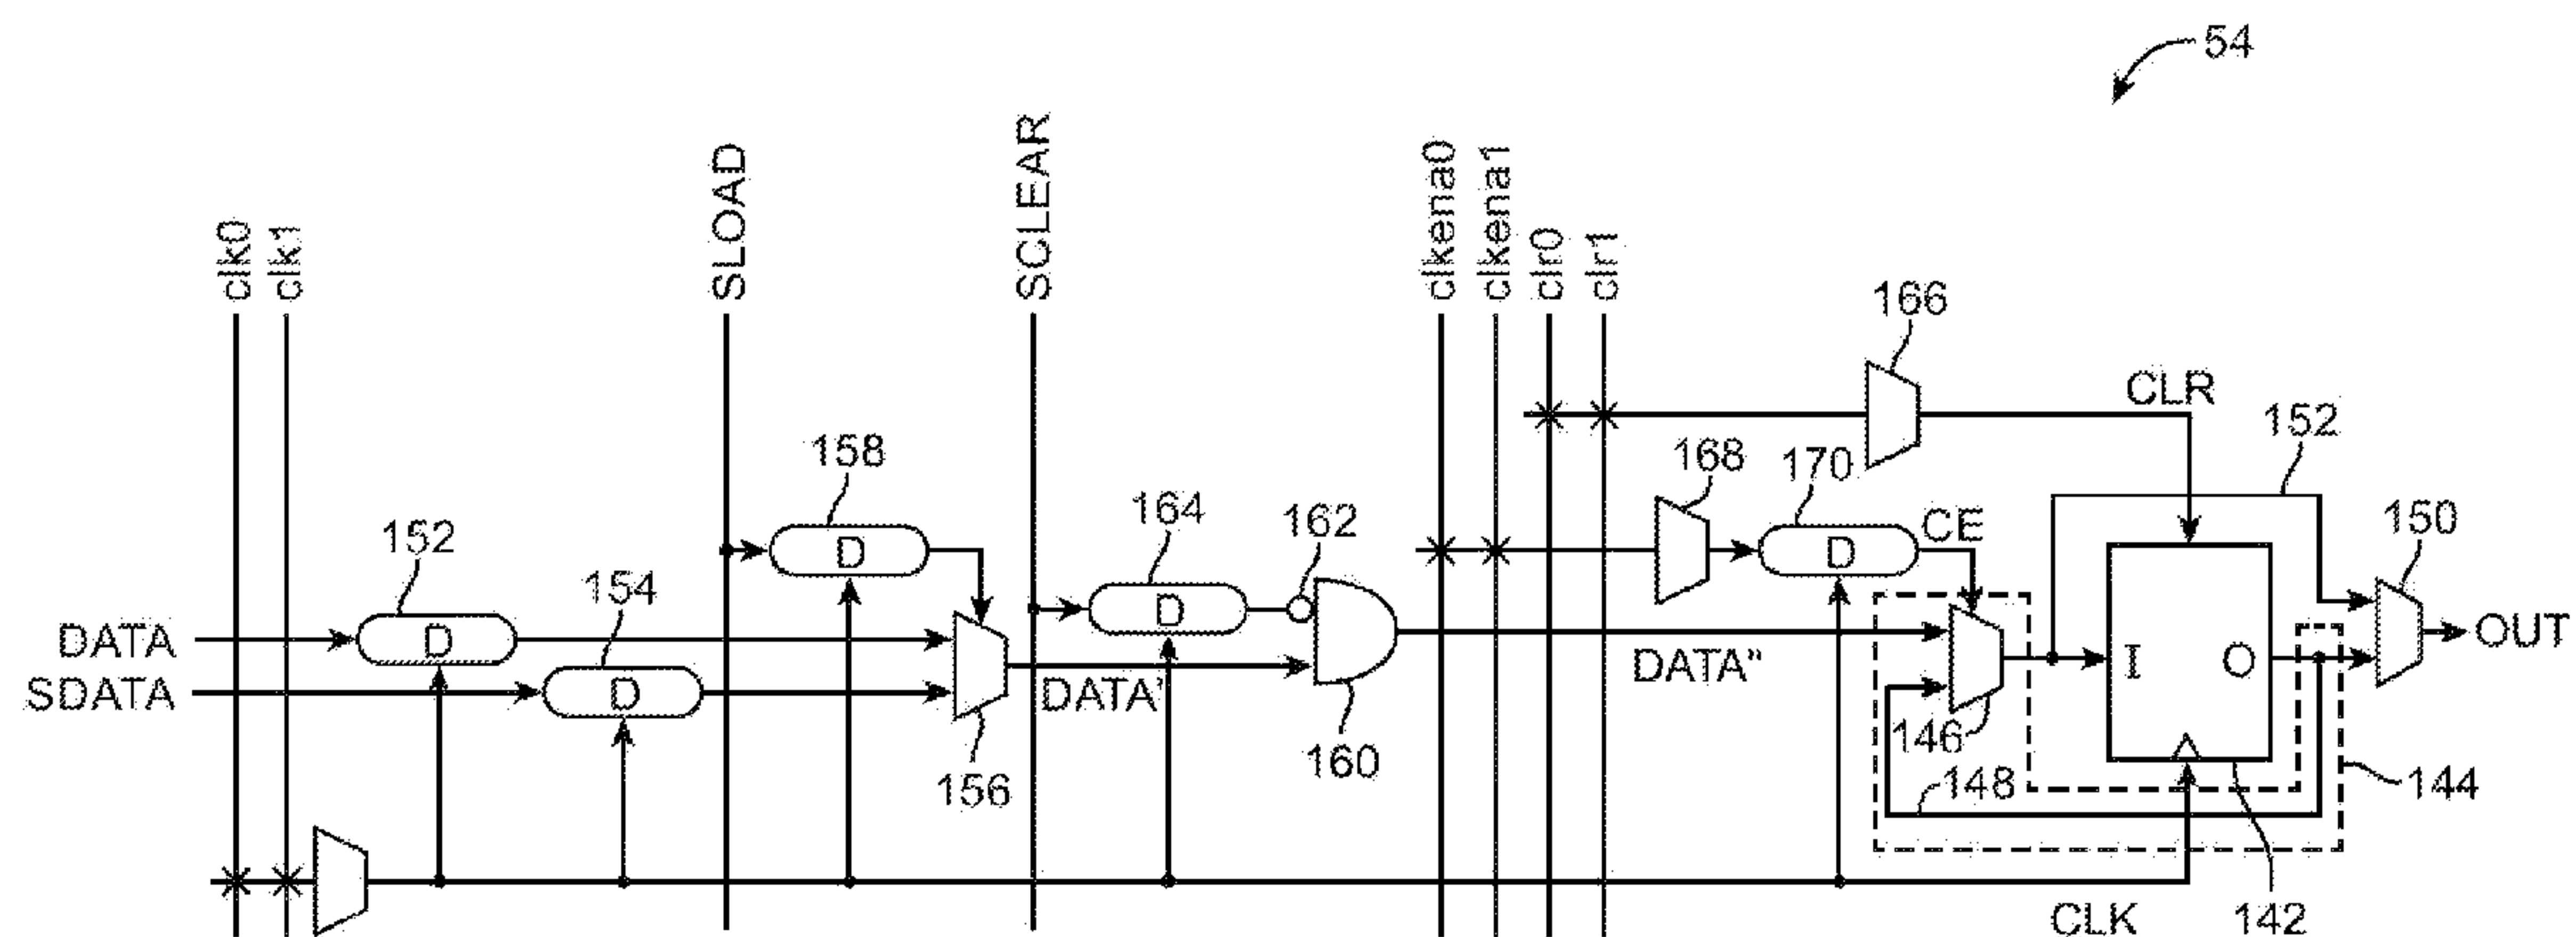 54
clk0
clk1
SLOAD
SCLEAR
clkena0
clkena1
clr0
clr1
166
CLR
152
158
168
170
CE
150
152
164
162
154
D
D
D
D
D
DATA
SDATA
DATA'
DATA"
I
O
OUT
156
160
146
148
144
CLK
142